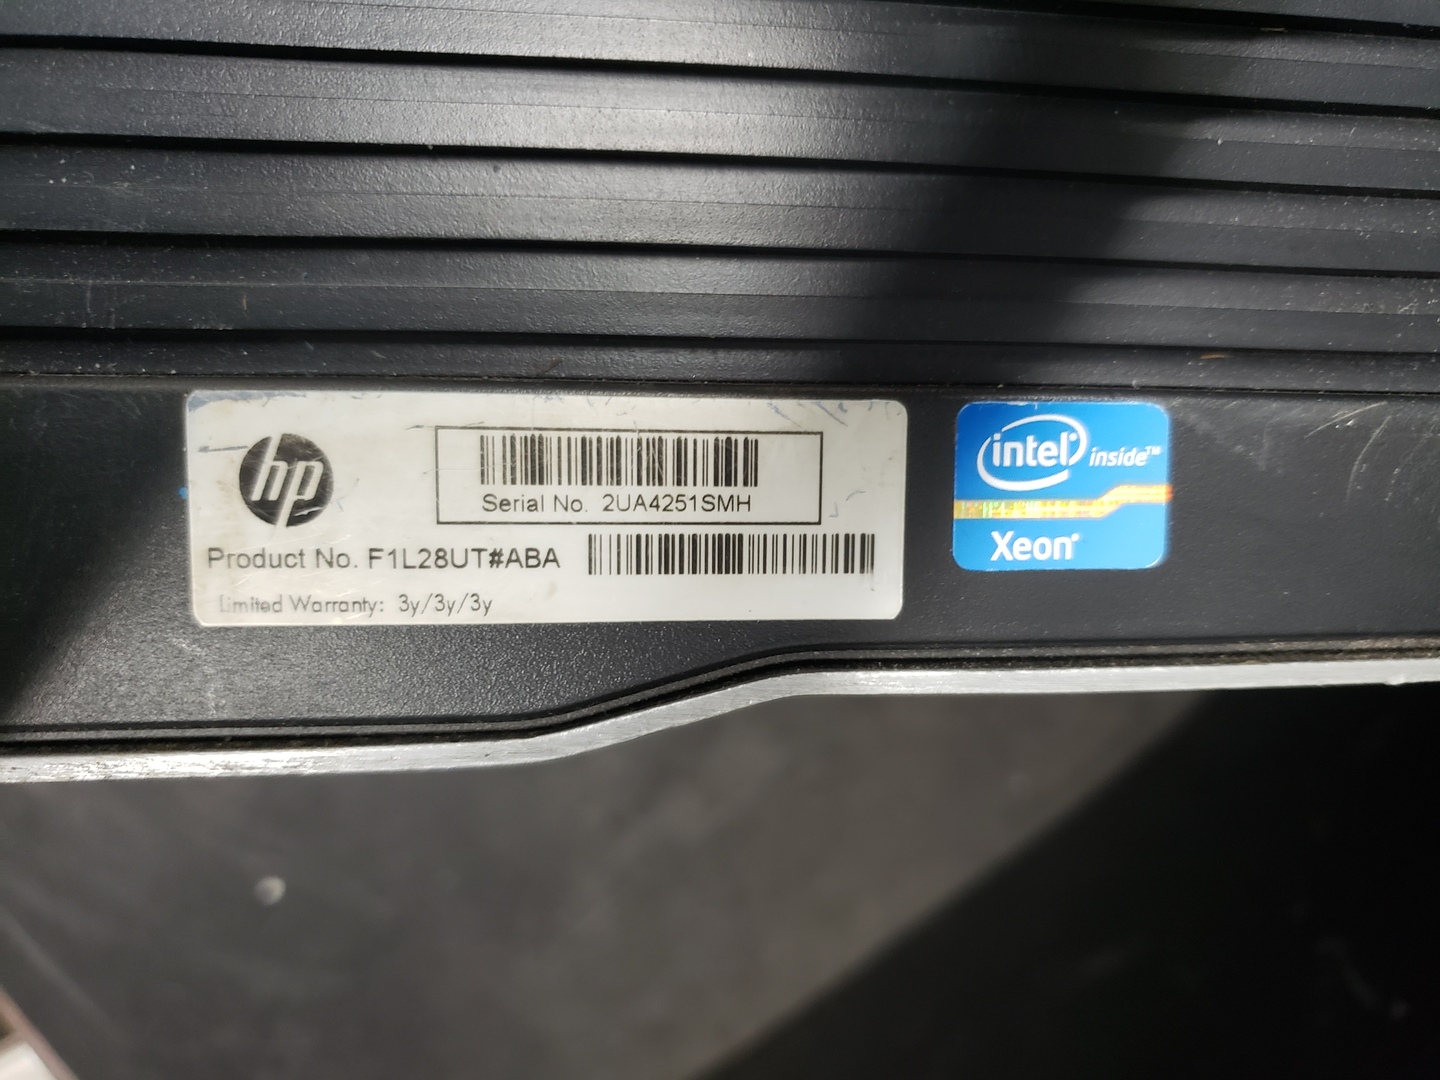 hp
Serial No. 2UA4251SMH
Product No. F1L28UT#ABA
Limited Warranty: 3y/3y/3y
intel inside™
Xeon®